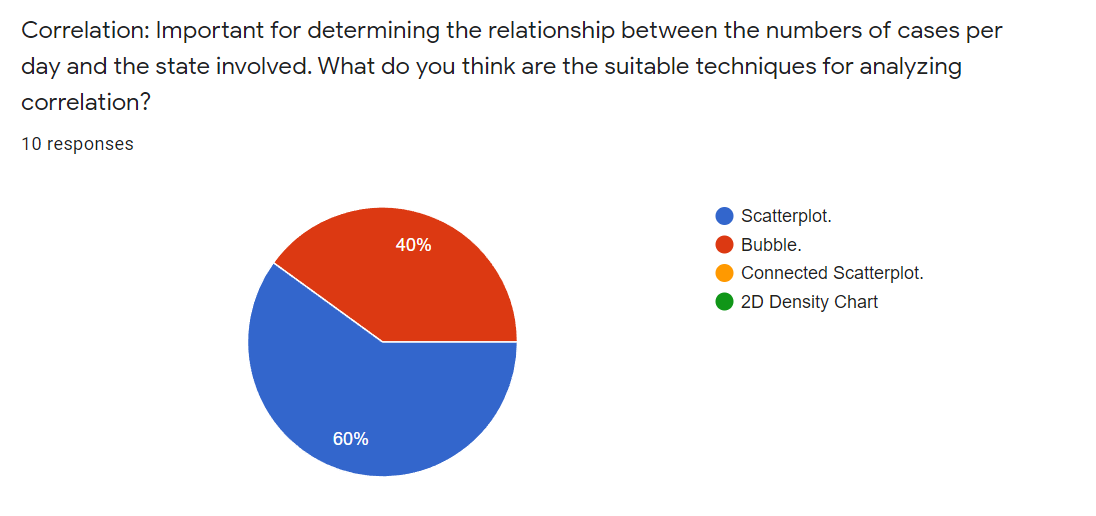 Correlation: Important for determining the relationship between the numbers of cases per
day and the state involved. What do you think are the suitable techniques for analyzing
correlation?
10 responses
40%
60%
Scatterplot.
Bubble.
Connected Scatterplot.
2D Density Chart